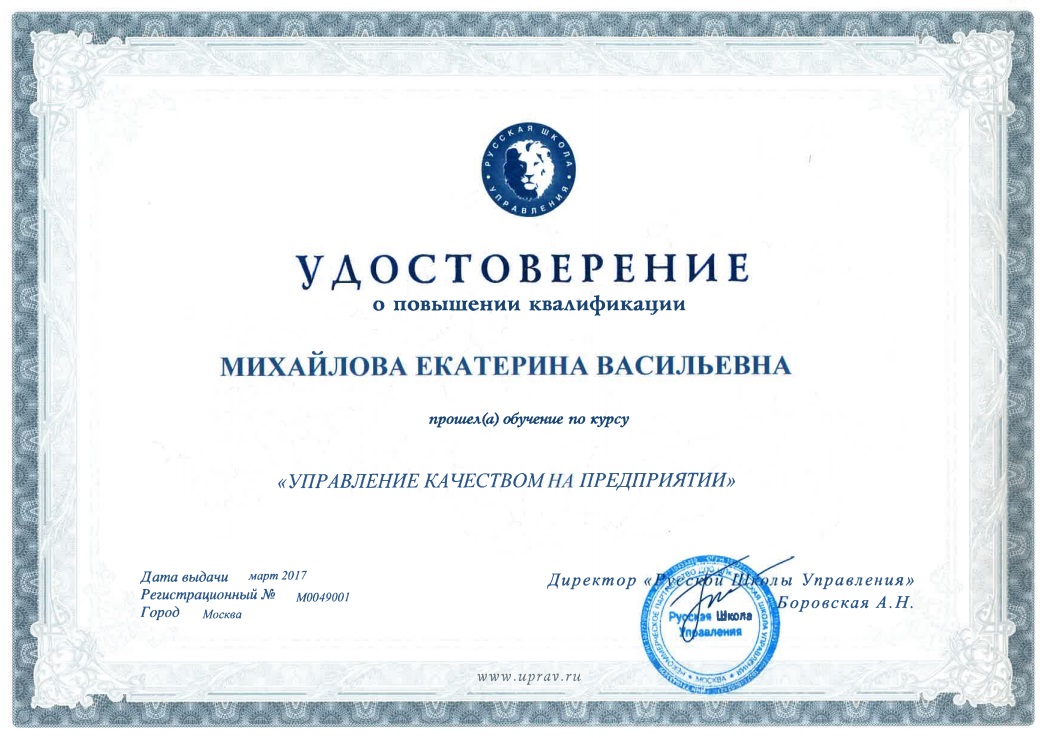 РУССКАЯ ШКОЛА
УПРАВЛЕНИЯ
УДОСТОВЕРЕНИЕ
о повышении квалификации
МИХАЙЛОВА ЕКАТЕРИНА ВАСИЛЬЕВНА
прошел(а) обучение по курсу
«УПРАВЛЕНИЕ КАЧЕСТВОМ НА ПРЕДПРИЯТИИ»
Дата выдачи март 2017
Регистрационный № М0049001
Город Москва
Директор «Русской Школы Управления»
Боровская А.Н.
Русская Школа
Управления
МОСКВА
www.uprav.ru